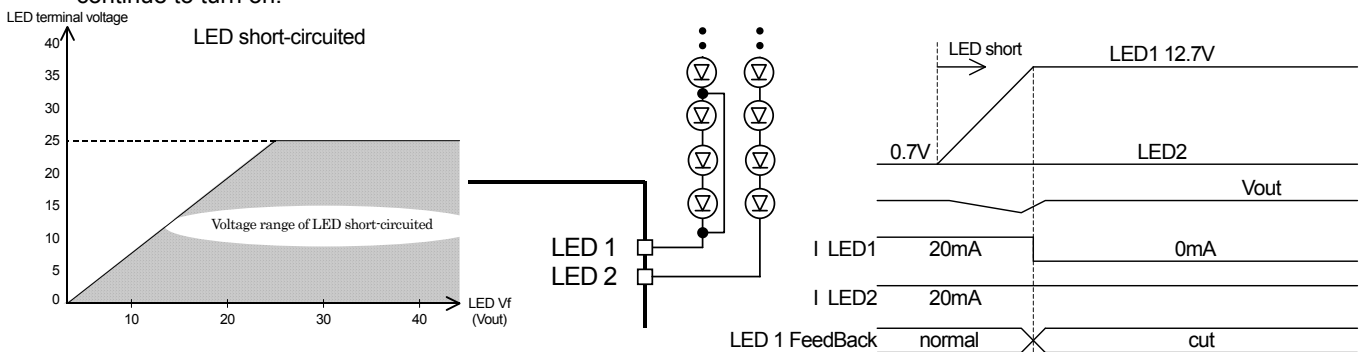 continue to turn on.
LED terminal voltage
LED short-circuited
40
35
30
25
20
15
10
5
0
Voltage range of LED short-circuited
10 20 30 40
LED Vf
(Vout)
LED 1
LED 2
LED short
LED1 12.7V
0.7V
LED2
Vout
I LED1 20mA 0mA
I LED2 20mA
LED 1 FeedBack normal cut